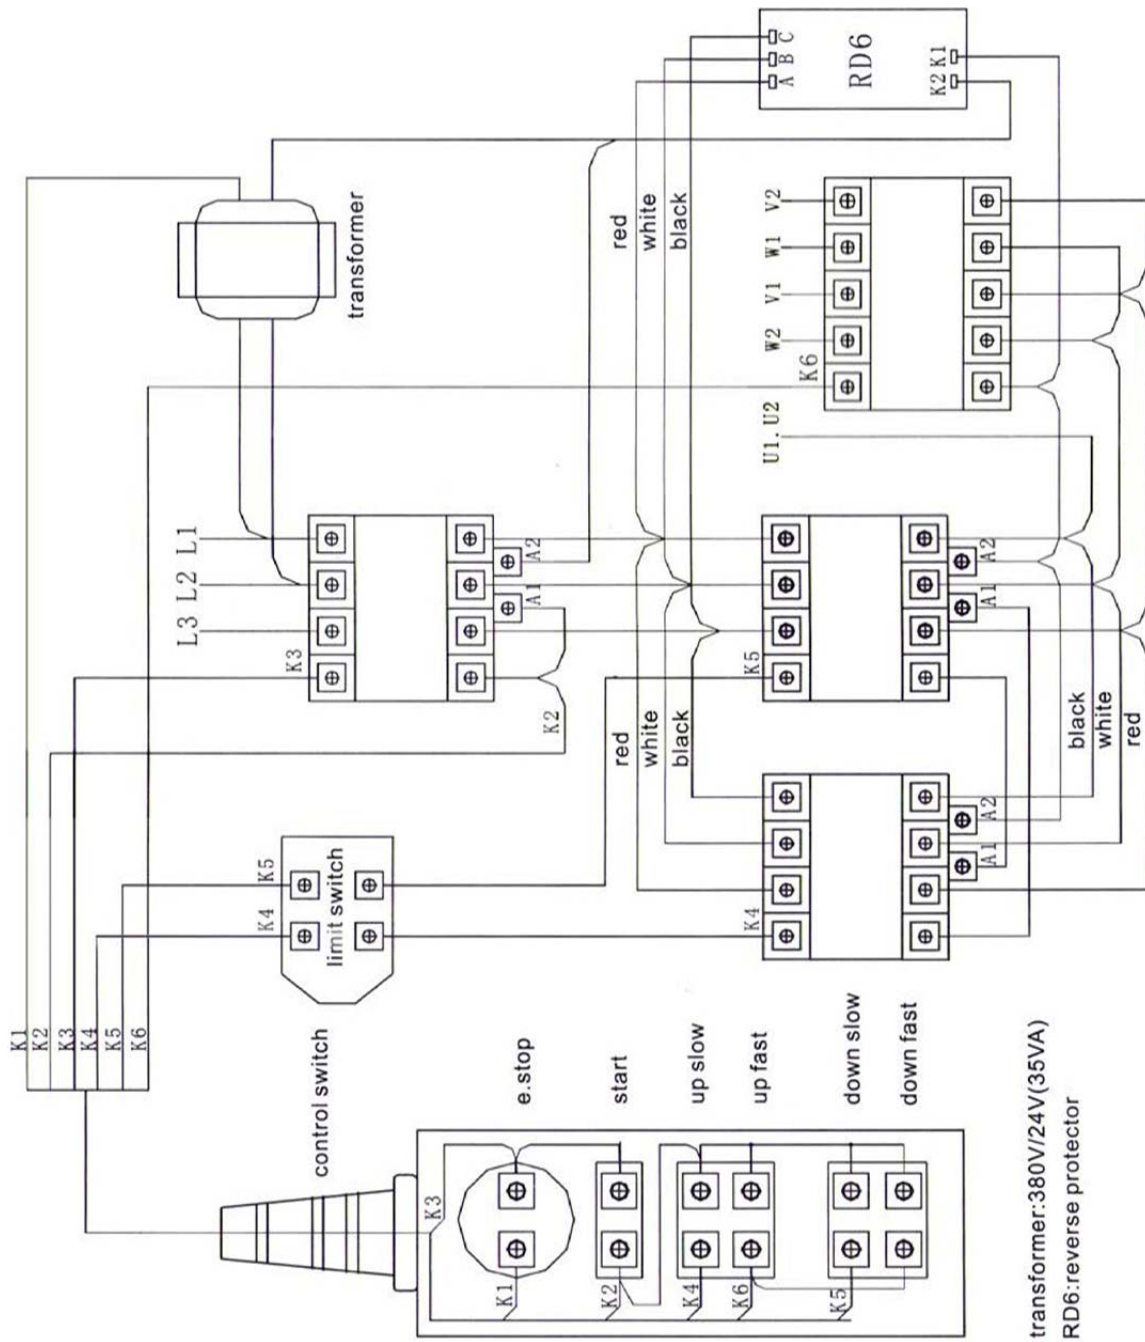 C
B
A
RD6
K1
K2
transformer
red
white
black
V2
W1
V1
W2
K6
U1.U2
L1
L2
L3
K3
A2
A1
K2
A2
A1
K5
red
white
black
black
white
red
A2
A1
K4
K5
K4
limit switch
K1
K2
K3
K4
K5
K6
control switch
e.stop
start
up slow
up fast
down slow
down fast
K3
K1
K2
K4
K6
K5
transformer:380V/24V(35VA)
RD6:reverse protector